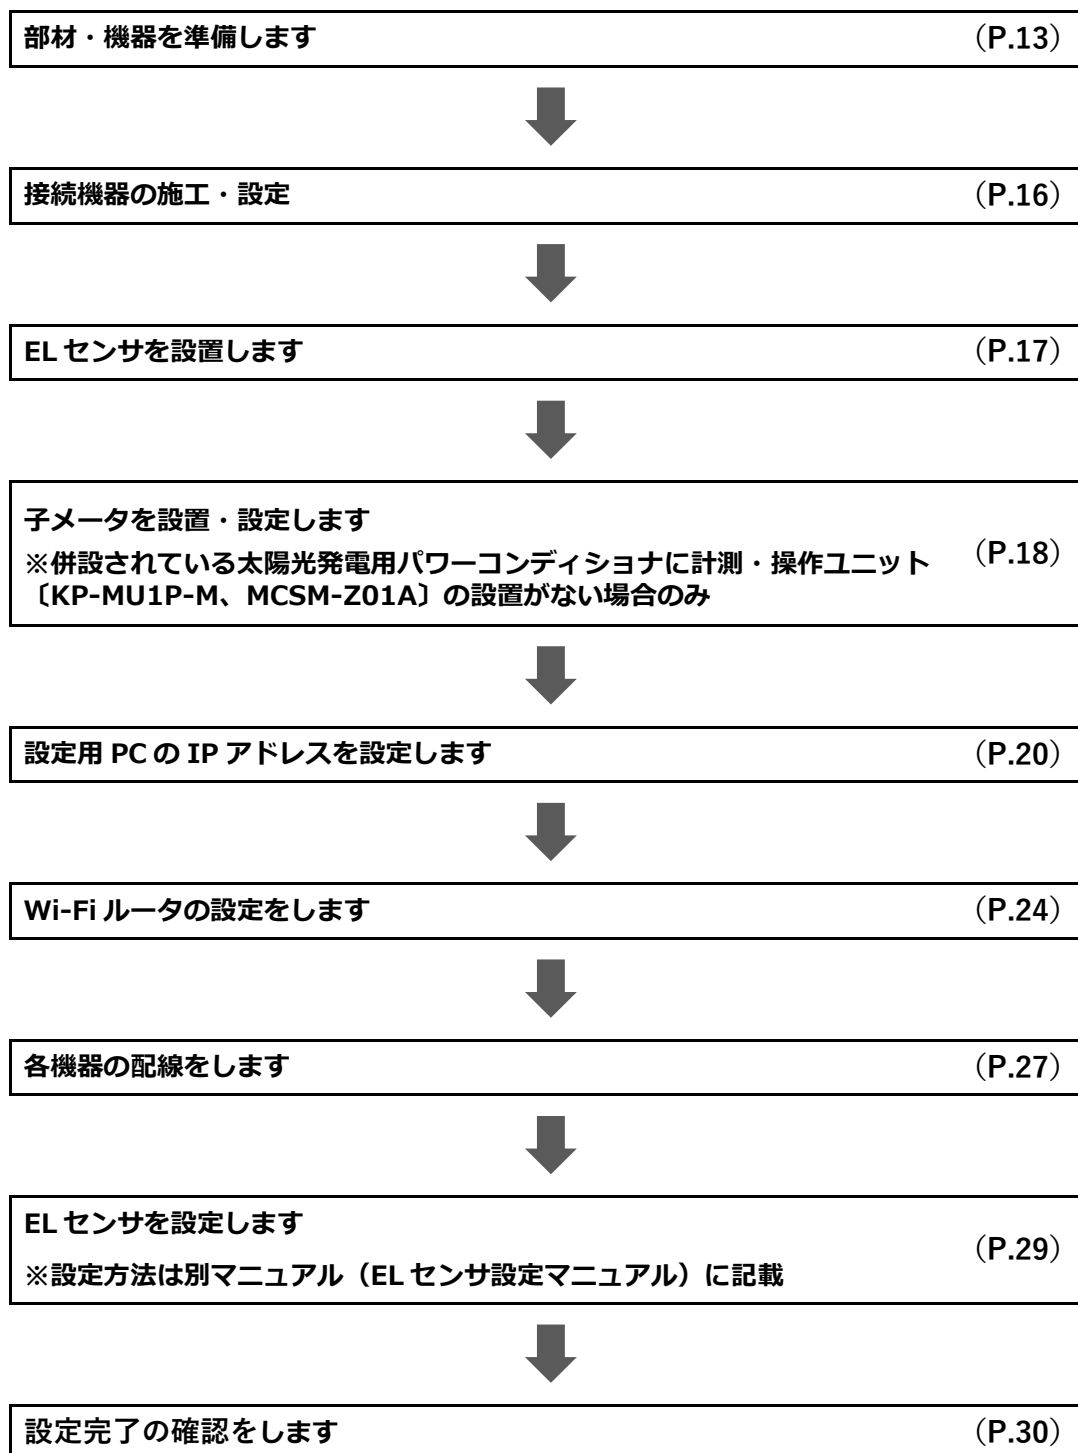 部材・機器を準備します (P.13)
接続機器の施工・設定 (P.16)
EL センサを設置します (P.17)
子メータを設置・設定します
※併設されている太陽光発電用パワーコンディショナに計測・操作ユニット (P.18)
〔KP-MU1P-M、MCSM-Z01A〕の設置がない場合のみ
設定用 PC の IP アドレスを設定します (P.20)
Wi-Fi ルータの設定をします (P.24)
各機器の配線をします (P.27)
EL センサを設定します
(P.29)
※設定方法は別マニュアル（EL センサ設定マニュアル）に記載
設定完了の確認をします (P.30)